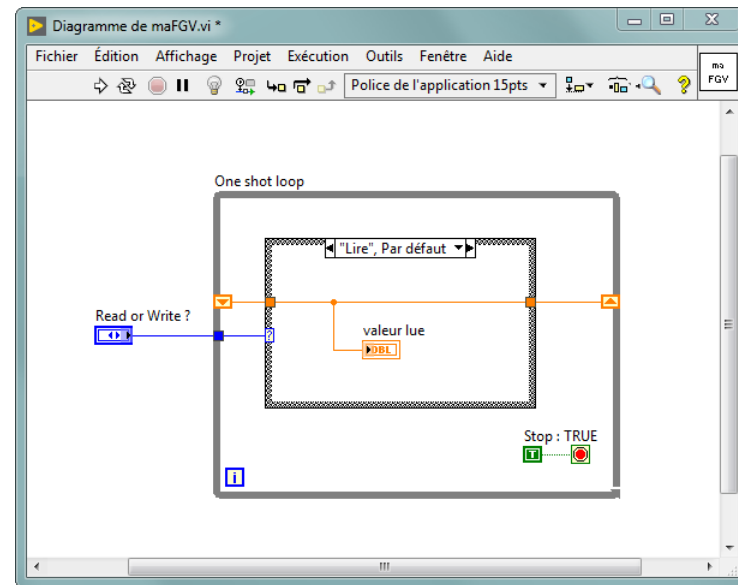 Diagramme de maFGV.vi *
Fichier Édition Affichage Projet Exécution Outils Fenêtre Aide
ma
FGV
Police de l'application 15pts
One shot loop
"Lire", Par défaut
Read or Write ?
?
valeur lue
DBL
Stop : TRUE
T
i